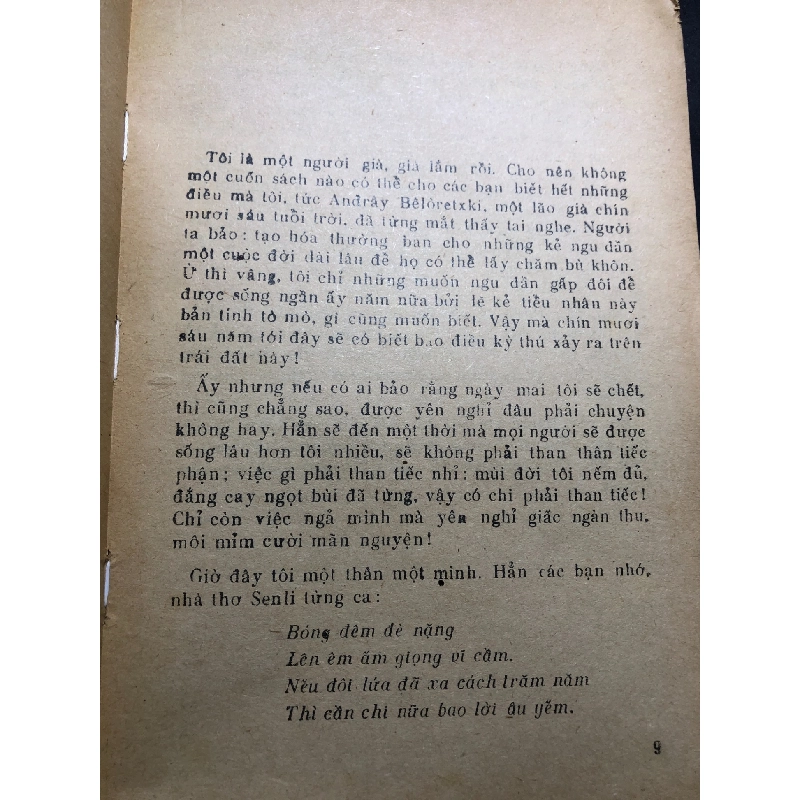 Tôi là một người già, già lắm rồi. Cho nên không
một cuốn sách nào có thể cho các bạn biết hết những
điều mà tôi, tức Andrây Bêlôretxki, một lão già chín
mươi sáu tuổi trời, đã từng mắt thấy tai nghe. Người
ta bảo: tạo hóa thường ban cho những kẻ ngu dần
một cuộc đời dài lâu để họ có thể lấy chăm bù khôn.
Ừ thì vâng, tôi chỉ những muốn ngu dần gấp đôi để
được sống ngần ấy năm nữa bởi lẽ kẻ tiểu nhân này
bản tính tò mò, gì cũng muốn biết. Vậy mà chín mươi
sáu năm tới đây sẽ có biết bao điều kỳ thú xảy ra trên
trái đất này!
Ấy nhưng nếu có ai bảo rằng ngày mai tôi sẽ chết,
thì cũng chẳng sao, được yên nghỉ đâu phải chuyện
không hay. Hẳn sẽ đến một thời mà mọi người sẽ được
sống lâu hơn tôi nhiều, sẽ không phải than thân tiếc
phận; việc gì phải than tiếc nhỉ: mùi đời tôi nếm đủ,
đắng cay ngọt bùi đã từng, vậy có chi phải than tiếc!
Chỉ còn việc ngả mình mà yên nghỉ giấc ngàn thu,
môi mỉm cười mãn nguyện!
Giờ đây tôi một thân một mình. Hẳn các bạn nhớ,
nhà thơ Senli từng ca:
—Bóng đêm đè nặng
Lên êm ấm giọng vĩ cầm.
Nếu đôi lứa đã xa cách trăm năm
Thì cần chi nữa bao lời âu yếm.
9